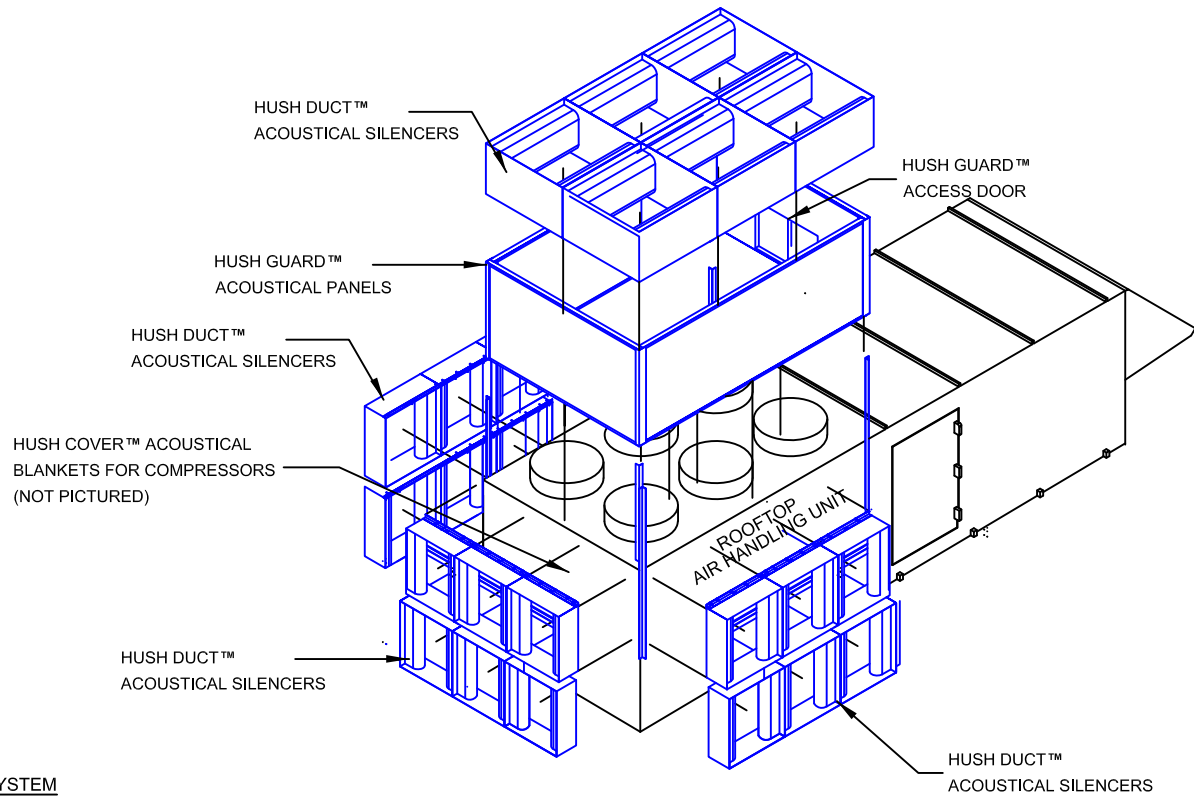 HUSH DUCT™
ACOUSTICAL SILENCERS
HUSH GUARD™
ACCESS DOOR
HUSH GUARD™
ACOUSTICAL PANELS
HUSH DUCT™
ACOUSTICAL SILENCERS
HUSH COVER™ ACOUSTICAL
BLANKETS FOR COMPRESSORS
(NOT PICTURED)
ROOFTOP
AIR HANDLING UNIT
HUSH DUCT™
ACOUSTICAL SILENCERS
HUSH DUCT™
ACOUSTICAL SILENCERS
YSTEM